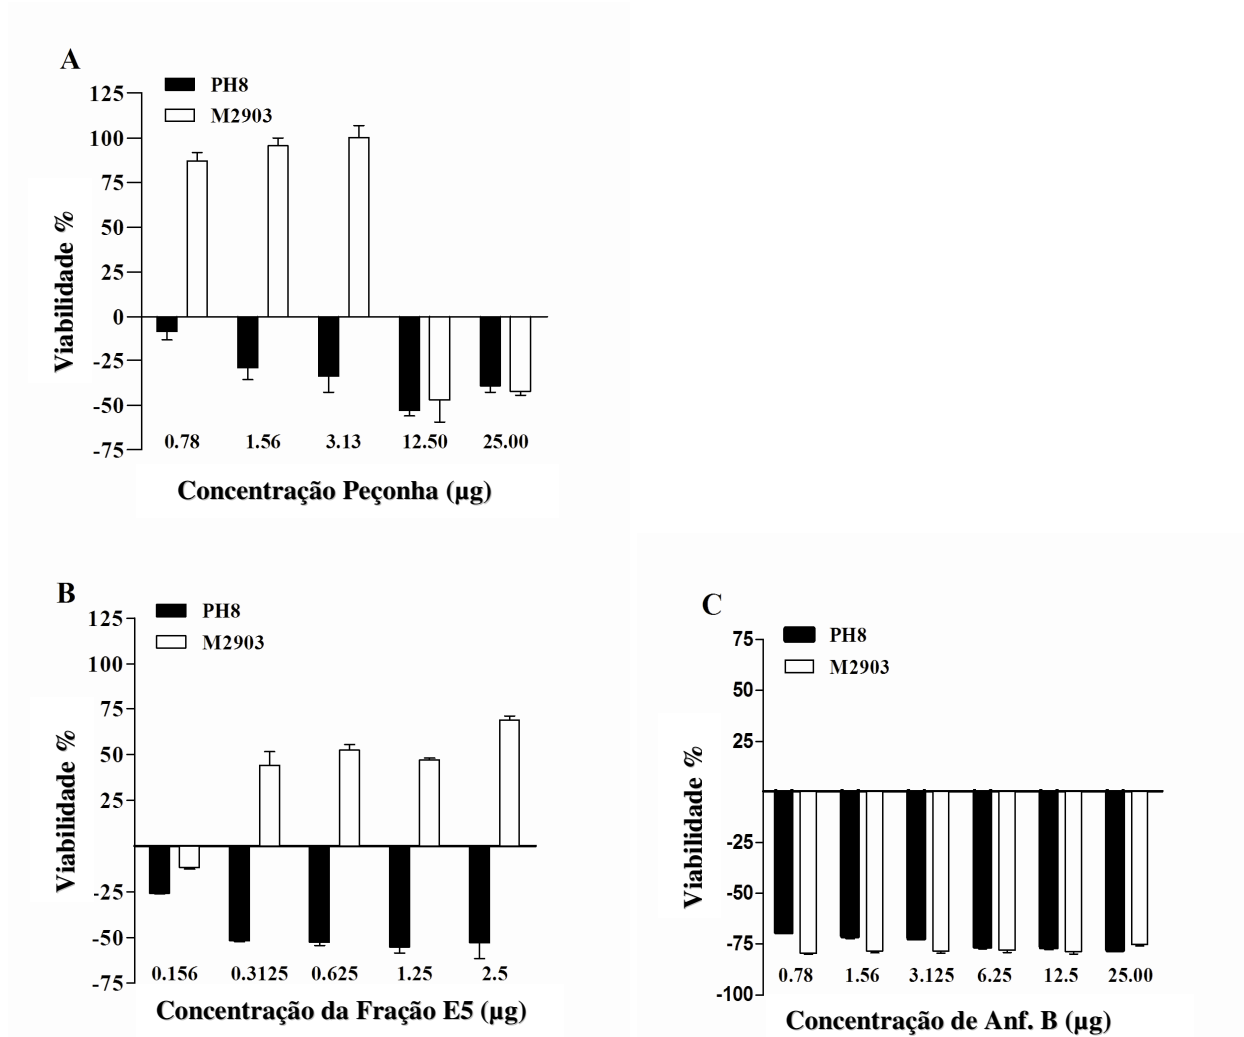 A
PH8
M2903
125
100
75
50
25
0
-25
-50
-75
Viabilidade %
0.78 1.56 3.13 12.50 25.00
Concentração Peçonha (µg)
B
PH8
M2903
125
100
75
50
25
-25
-50
-75
Viabilidade %
0.156 0.3125 0.625 1.25 2.5
Concentração da Fração E5 (µg)
C
PH8
M2903
75
50
25
-25
-50
-75
-100
Viabilidade %
0.78 1.56 3.125 6.25 12.5 25.00
Concentração de Anf. B (µg)